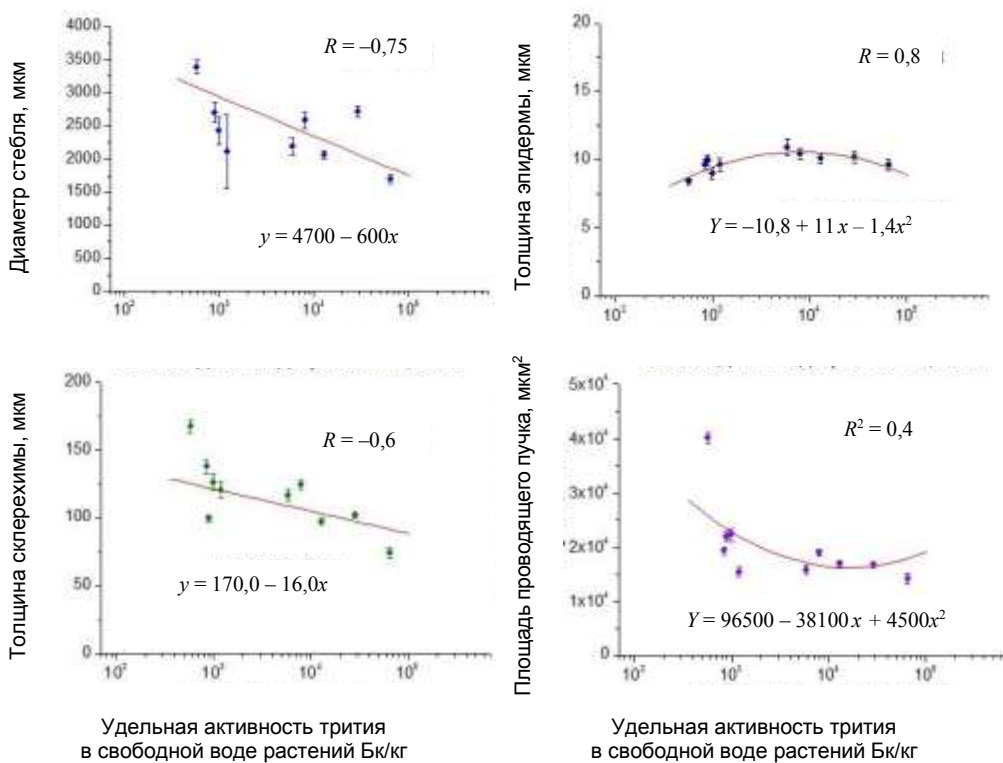 Диаметр стебля, мкм
4000
3500
3000
2500
2000
1500
1000
500
0
10²
10³
10⁴
10⁵
R = –0,75
y = 4700 – 600x
Толщина эпидермы, мкм
20
15
10
5
0
10²
10³
10⁴
10⁵
R = 0,8
Y = –10,8 + 11x – 1,4x²
Толщина склерехимы, мкм
200
150
100
50
0
10²
10³
10⁴
10⁵
R = –0,6
y = 170,0 – 16,0x
Площадь проводящего пучка, мкм²
5x10⁴
4x10⁴
3x10⁴
2x10⁴
1x10⁴
0
10²
10³
10⁴
10⁵
R² = 0,4
Y = 96500 – 38100x + 4500x²
Удельная активность трития
в свободной воде растений Бк/кг
Удельная активность трития
в свободной воде растений Бк/кг